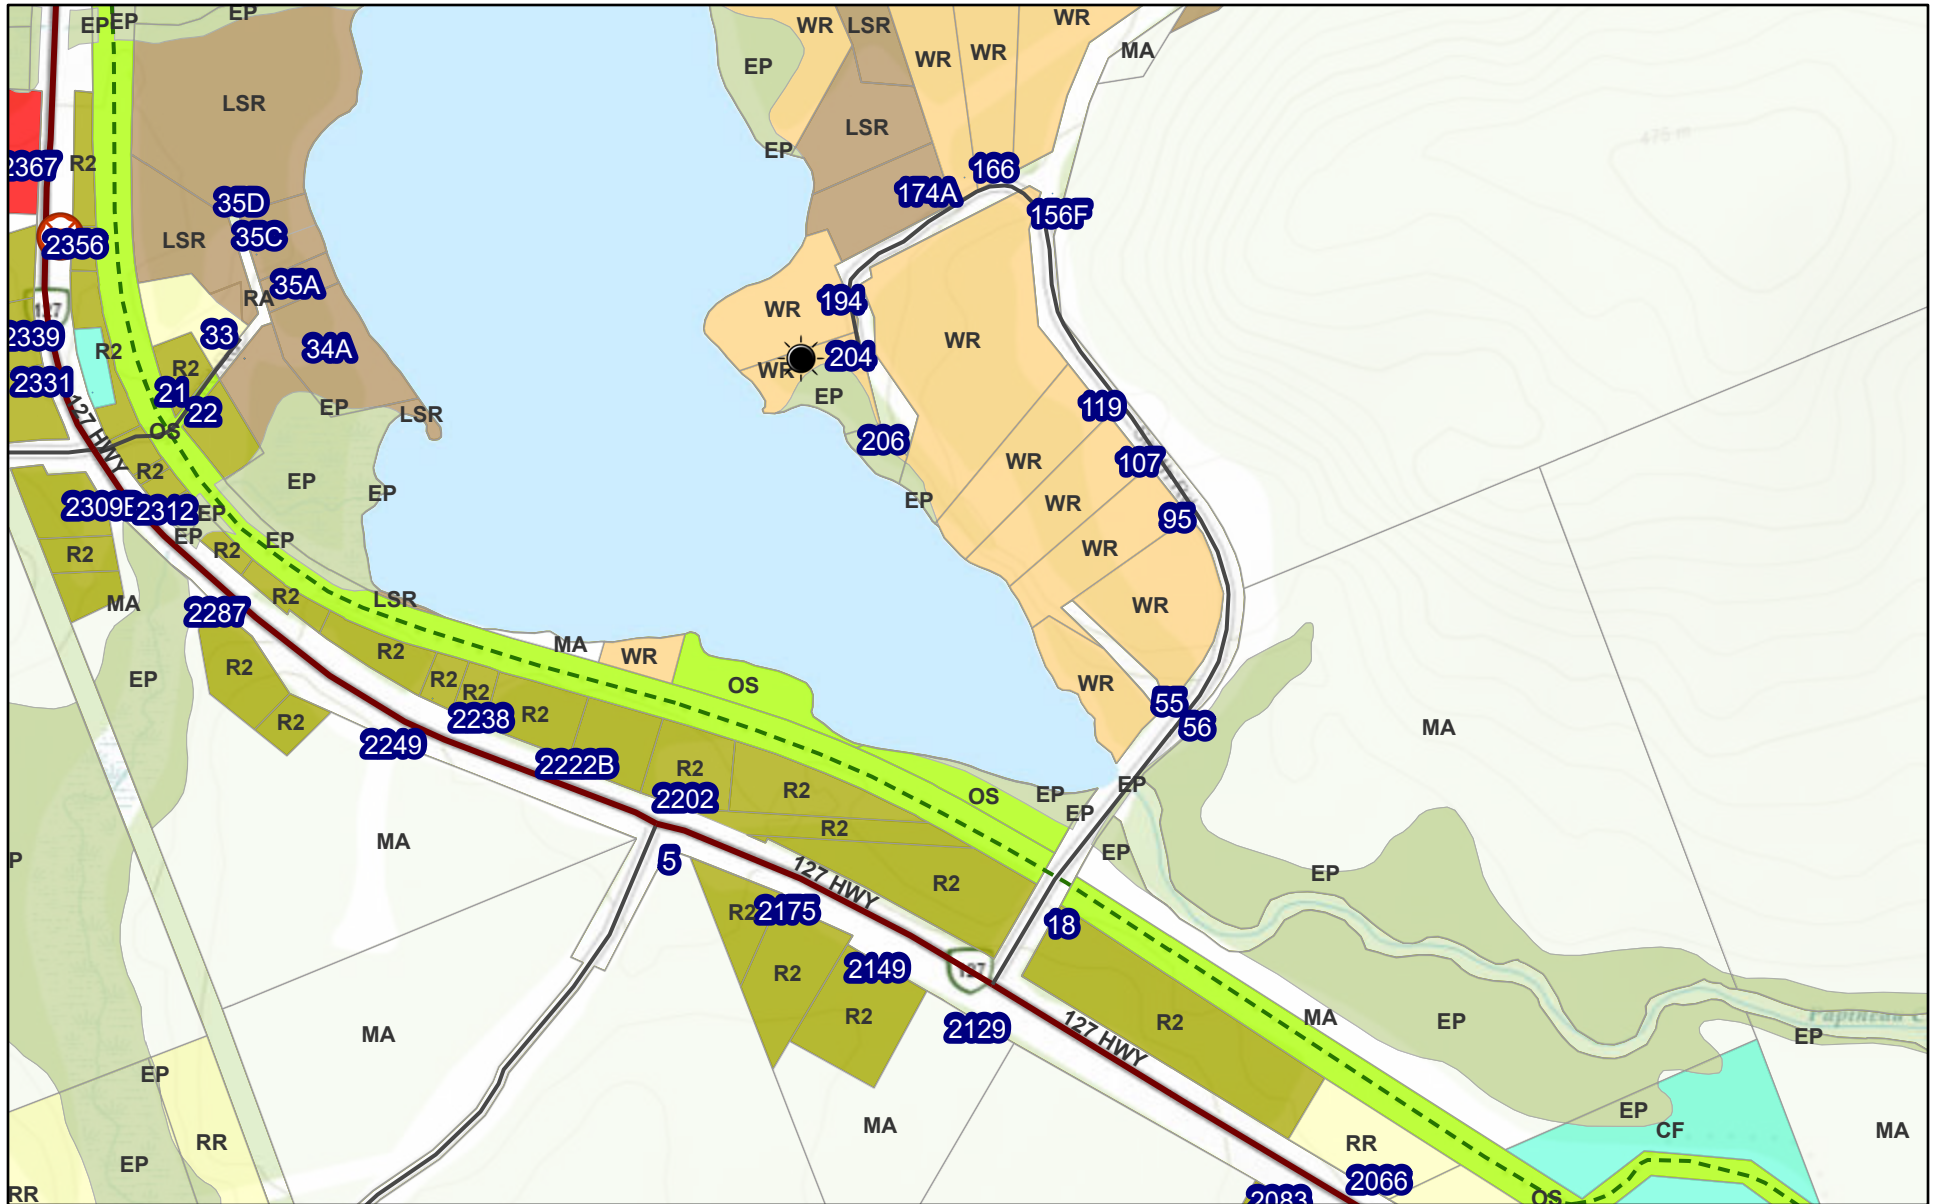 EP
EP
EP
WR
LSR
WR
MA
WR
WR
EP
LSR
LSR
475 m
EP
2367
R2
166
174A
156F
35D
35C
LSR
2356
35A
RA
127
194
WR
WR
33
2339
R2
34A
204
WR
R2
2331
21
22
EP
LSR
EP
119
OS
127 HWY
206
107
WR
R2
EP
EP
EP
WR
95
2309E
2312
EP
EP
EP
R2
R2
WR
R2
LSR
MA
WR
2287
MA
WR
R2
R2
EP
R2
R2
OS
WR
55
R2
2238
R2
56
MA
2249
2222B
R2
EP
R2
2202
OS
EP
EP
R2
MA
5
EP
P
127 HWY
EP
R2
R2
2175
18
2149
127
R2
R2
2129
MA
127 HWY
R2
MA
EP
EP
EP
EP
CF
MA
MA
RR
RR
EP
2066
RR
2083
OS